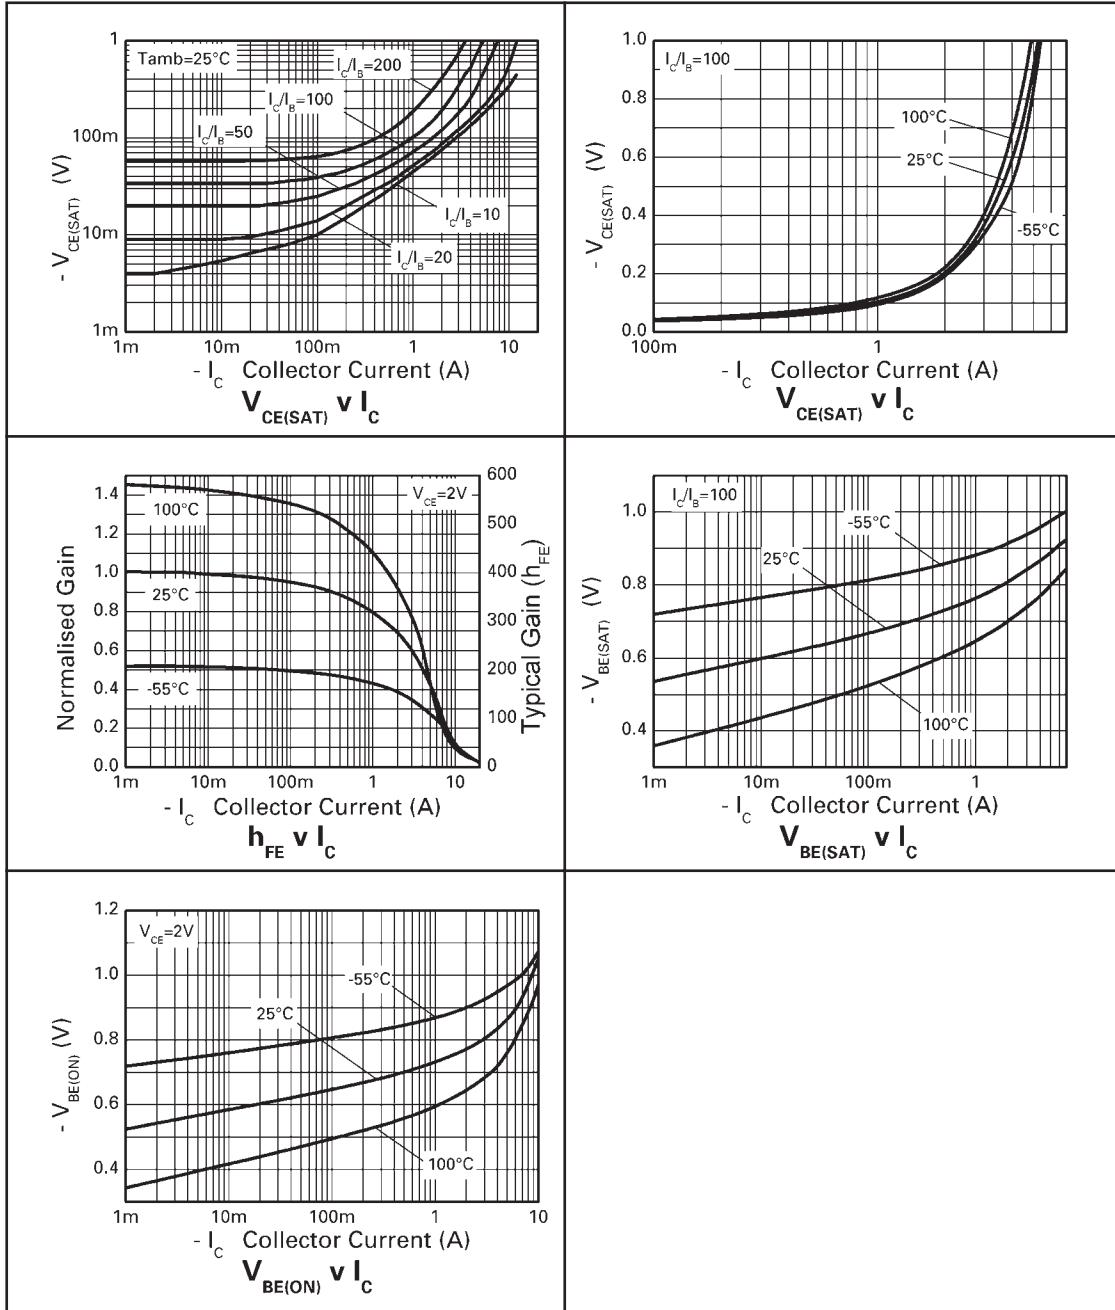 1
100m
10m
1m
- V_CE(SAT) (V)
Tamb=25°C
I_C/I_B=200
I_C/I_B=100
I_C/I_B=50
I_C/I_B=10
I_C/I_B=20
1m 10m 100m 1 10
- I_C Collector Current (A)
V_CE(SAT) v I_C
1.0
0.8
0.6
0.4
0.2
0.0
- V_CE(SAT) (V)
I_C/I_B=100
100°C
25°C
-55°C
100m 1
- I_C Collector Current (A)
V_CE(SAT) v I_C
1.4
1.2
1.0
0.8
0.6
0.4
0.2
0.0
Normalised Gain
V_CE=2V
100°C
25°C
-55°C
600
500
400
300
200
100
0
Typical Gain (h_FE)
1m 10m 100m 1 10
- I_C Collector Current (A)
h_FE v I_C
1.0
0.8
0.6
0.4
- V_BE(SAT) (V)
I_C/I_B=100
-55°C
25°C
100°C
1m 10m 100m 1
- I_C Collector Current (A)
V_BE(SAT) v I_C
1.2
1.0
0.8
0.6
0.4
- V_BE(ON) (V)
V_CE=2V
-55°C
25°C
100°C
1m 10m 100m 1 10
- I_C Collector Current (A)
V_BE(ON) v I_C